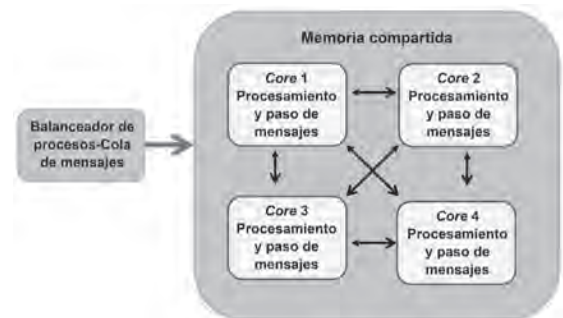 Memoria compartida
Core 1
Procesamiento
y paso de
mensajes
Core 2
Procesamiento
y paso de
mensajes
Balanceador de
procesos-Cola
de mensajes
Core 3
Procesamiento
y paso de
mensajes
Core 4
Procesamiento
y paso de
mensajes